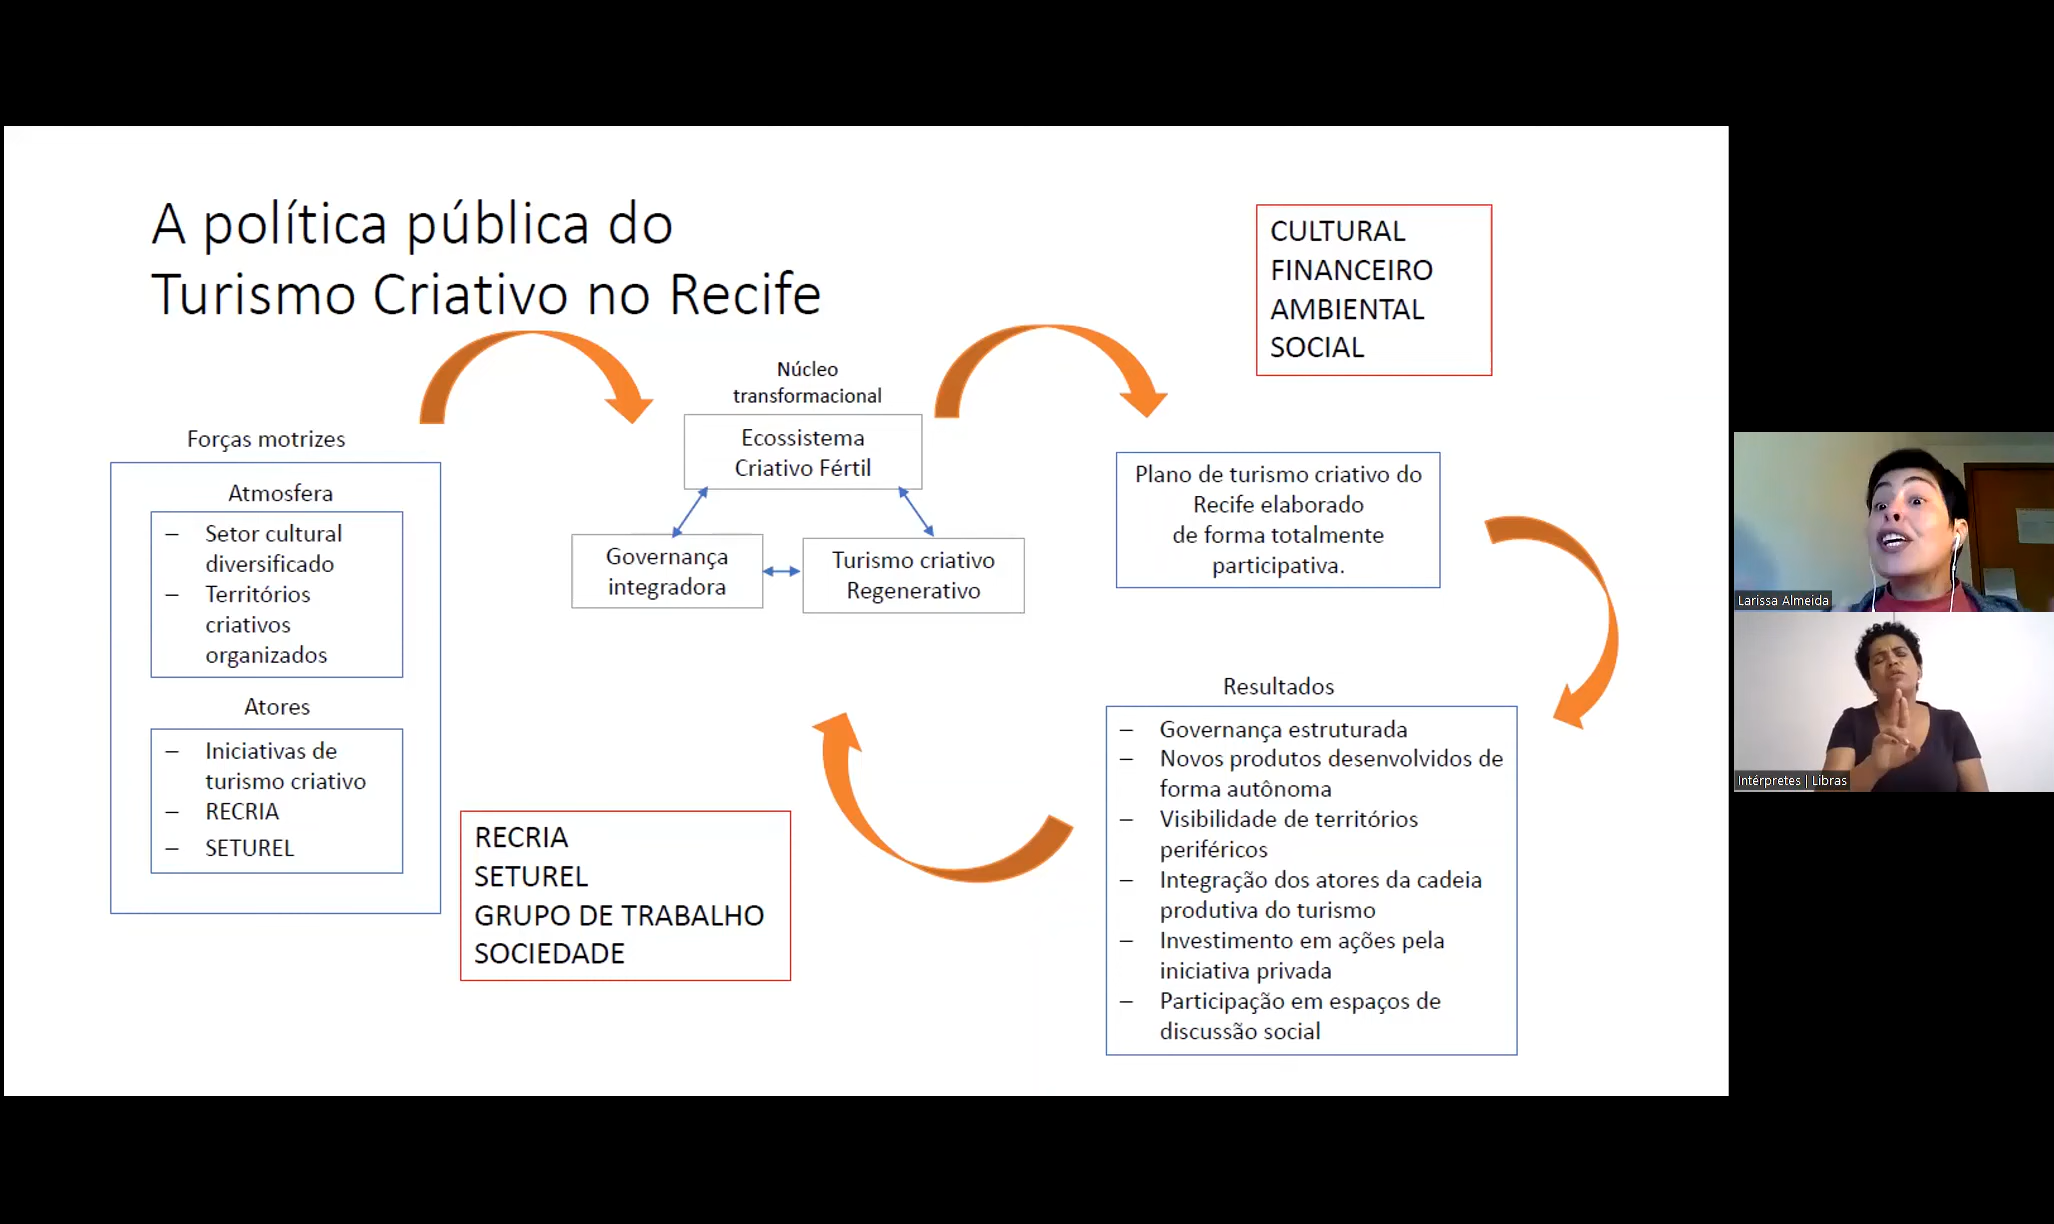 A política pública do
Turismo Criativo no Recife
CULTURAL
FINANCEIRO
AMBIENTAL
SOCIAL
Forças motrizes
Atmosfera
– Setor cultural
diversificado
– Territórios
criativos
organizados
Atores
– Iniciativas de
turismo criativo
– RECRIA
– SETUREL
Núcleo
transformacional
Ecossistema
Criativo Fértil
Governança
integradora
Turismo criativo
Regenerativo
Plano de turismo criativo do
Recife elaborado
de forma totalmente
participativa.
Resultados
– Governança estruturada
– Novos produtos desenvolvidos de
forma autônoma
– Visibilidade de territórios
periféricos
– Integração dos atores da cadeia
produtiva do turismo
– Investimento em ações pela
iniciativa privada
– Participação em espaços de
discussão social
RECRIA
SETUREL
GRUPO DE TRABALHO
SOCIEDADE
Larissa Almeida
Intérpretes | Libras